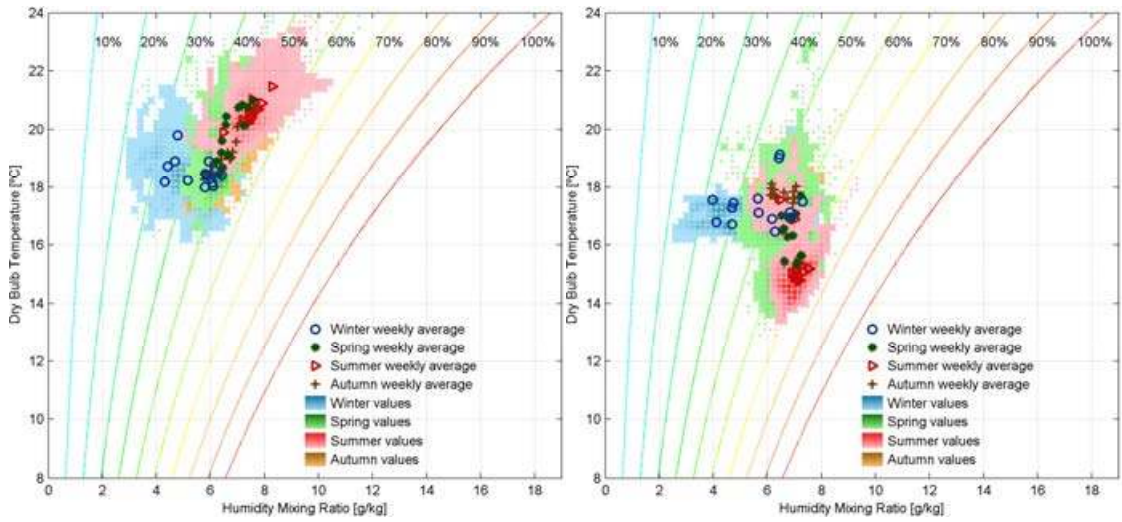 24
22
20
18
16
14
12
10
8
Dry Bulb Temperature [ºC]
10% 20% 30% 40% 50% 60% 70% 80% 90% 100%
Winter weekly average
Spring weekly average
Summer weekly average
Autumn weekly average
Winter values
Spring values
Summer values
Autumn values
0 2 4 6 8 10 12 14 16 18
Humidity Mixing Ratio [g/kg]
24
22
20
18
16
14
12
10
8
Dry Bulb Temperature [ºC]
10% 20% 30% 40% 50% 60% 70% 80% 90% 100%
Winter weekly average
Spring weekly average
Summer weekly average
Autumn weekly average
Winter values
Spring values
Summer values
Autumn values
0 2 4 6 8 10 12 14 16 18
Humidity Mixing Ratio [g/kg]